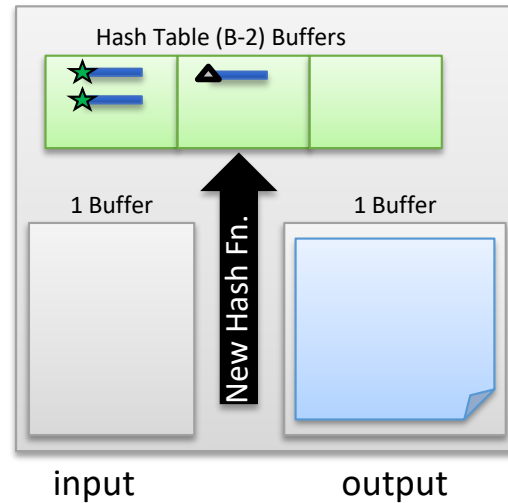 Hash Table (B-2) Buffers
1 Buffer
1 Buffer
New Hash Fn.
input
output